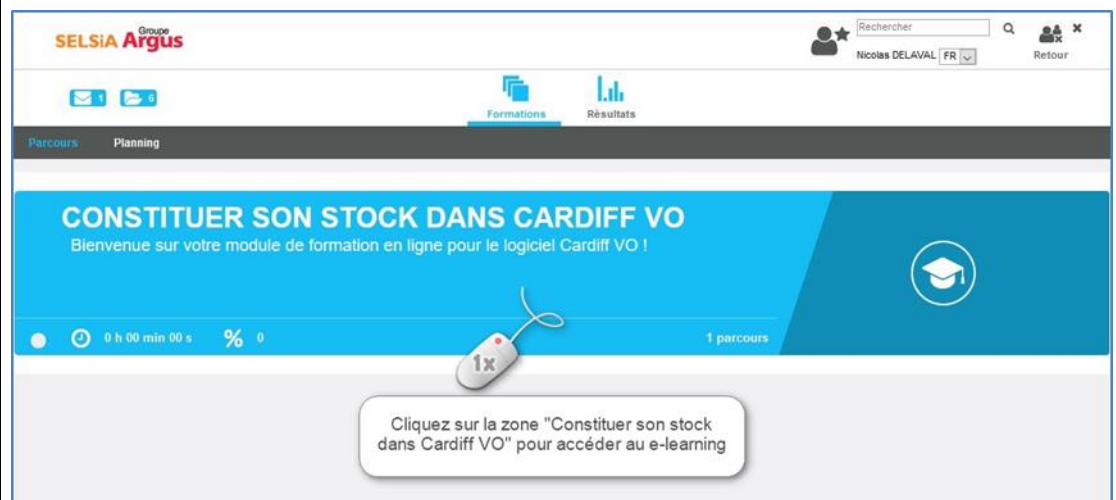 SELSiA Groupe Argus
Rechercher
Nicolas DELAVAL FR
Retour
1 6
Formations Résultats
Parcours Planning
CONSTITUER SON STOCK DANS CARDIFF VO
Bienvenue sur votre module de formation en ligne pour le logiciel Cardiff VO !
0 h 00 min 00 s % 0 1 parcours
1x
Cliquez sur la zone "Constituer son stock
dans Cardiff VO" pour accéder au e-learning